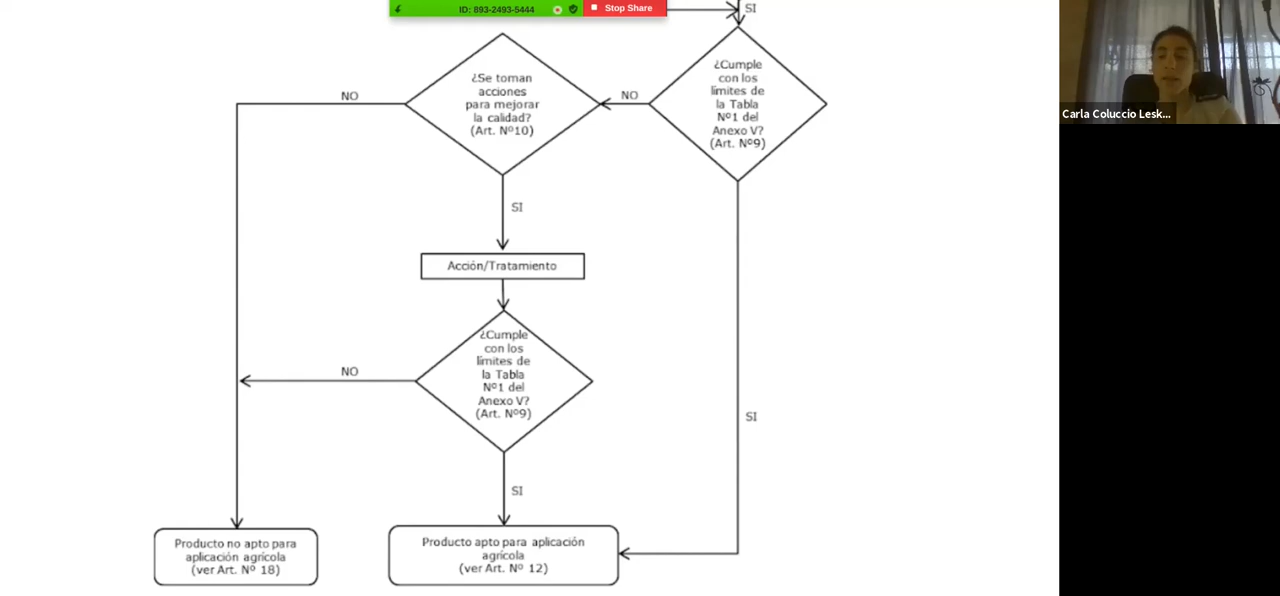 ID: 893-2493-5444
Stop Share
SI
¿Se toman
acciones
para mejorar
la calidad?
(Art. Nº10)
NO
NO
¿Cumple
con los
límites de
la Tabla
Nº1 del
Anexo V?
(Art. Nº9)
Carla Coluccio Lesk...
SI
Acción/Tratamiento
¿Cumple
con los
límites de
la Tabla
Nº1 del
Anexo V?
(Art. Nº9)
NO
SI
SI
Producto no apto para
aplicación agrícola
(ver Art. Nº 18)
Producto apto para aplicación
agrícola
(ver Art. Nº 12)